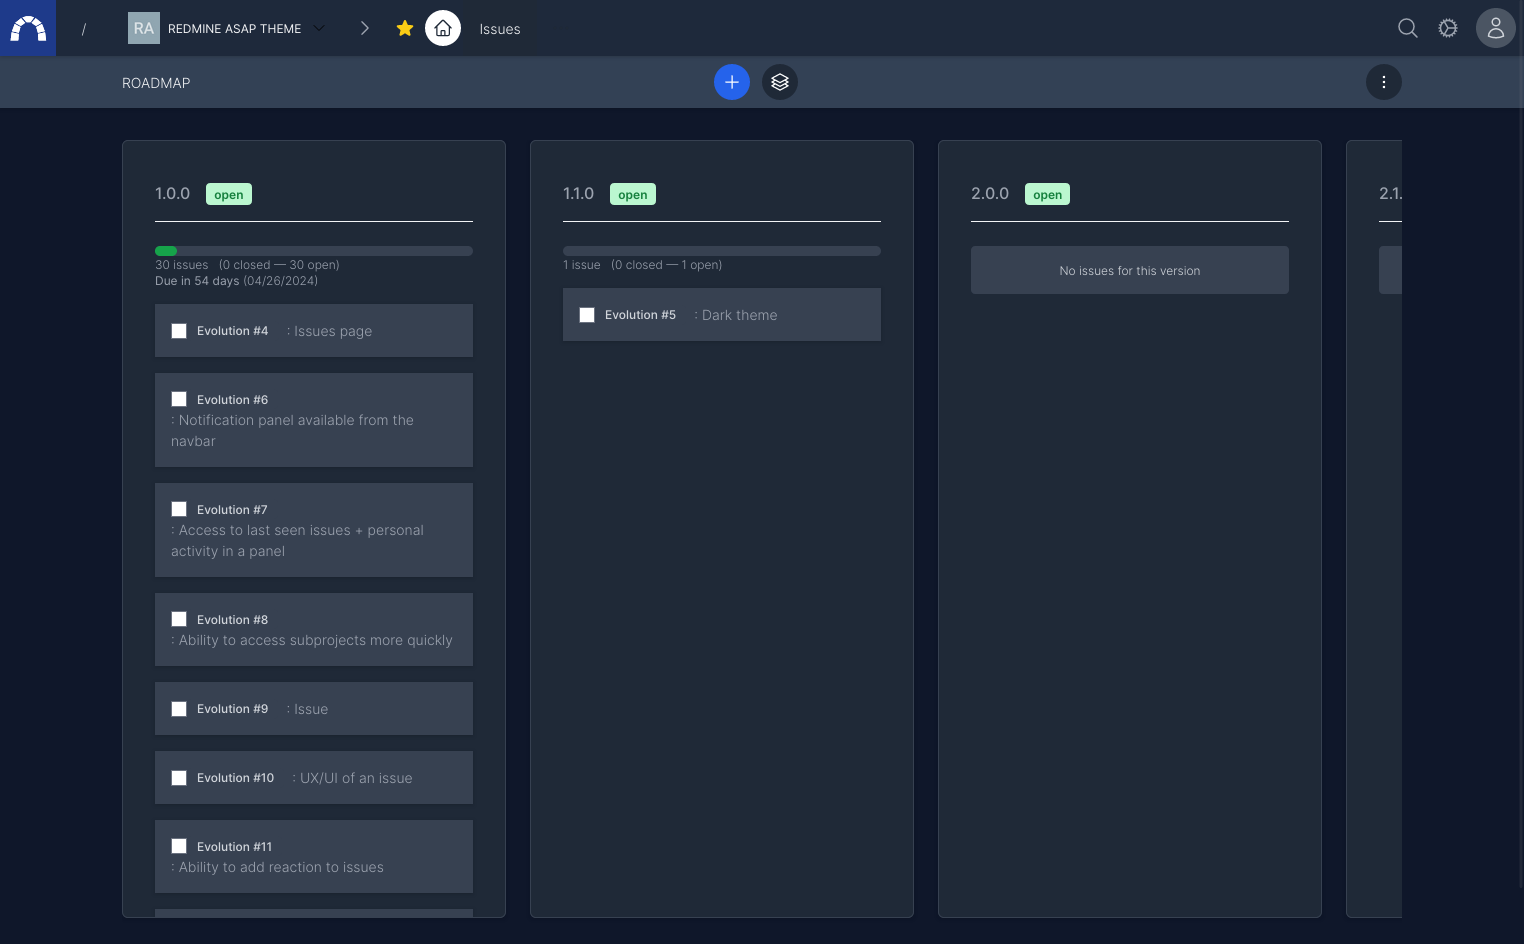 / RA REDMINE ASAP THEME Issues
ROADMAP
1.0.0 open
30 issues (0 closed — 30 open)
Due in 54 days (04/26/2024)
Evolution #4 : Issues page
Evolution #6
: Notification panel available from the
navbar
Evolution #7
: Access to last seen issues + personal
activity in a panel
Evolution #8
: Ability to access subprojects more quickly
Evolution #9 : Issue
Evolution #10 : UX/UI of an issue
Evolution #11
: Ability to add reaction to issues
1.1.0 open
1 issue (0 closed — 1 open)
Evolution #5 : Dark theme
2.0.0 open
No issues for this version
2.1.